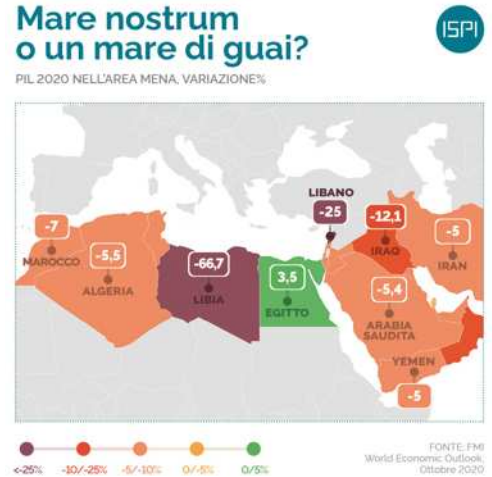 Mare nostrum
o un mare di guai?
ISPI
PIL 2020 NELL'AREA MENA, VARIAZIONE%
LIBANO
-25
-12,1
IRAQ
-7
MAROCCO
-5,5
ALGERIA
-66,7
LIBIA
3,5
EGITTO
-5
IRAN
-5,4
ARABIA
SAUDITA
YEMEN
-5
<-25%
-10/-25%
-5/-10%
0/-5%
0/5%
FONTE: FMI
World Economic Outlook,
Ottobre 2020